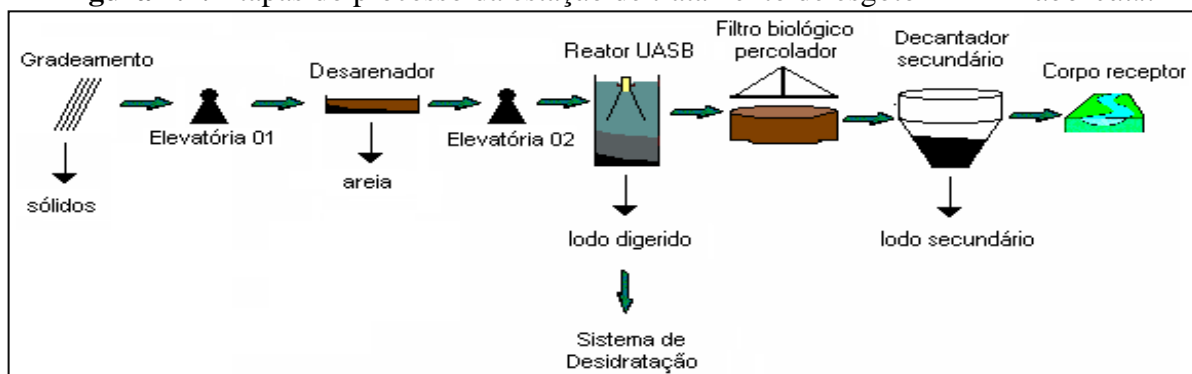 Gradeamento
Desarenador
Reator UASB
Filtro biológico
percolador
Decantador
secundário
Corpo receptor
Elevatória 01
Elevatória 02
sólidos
areia
lodo digerido
lodo secundário
Sistema de
Desidratação